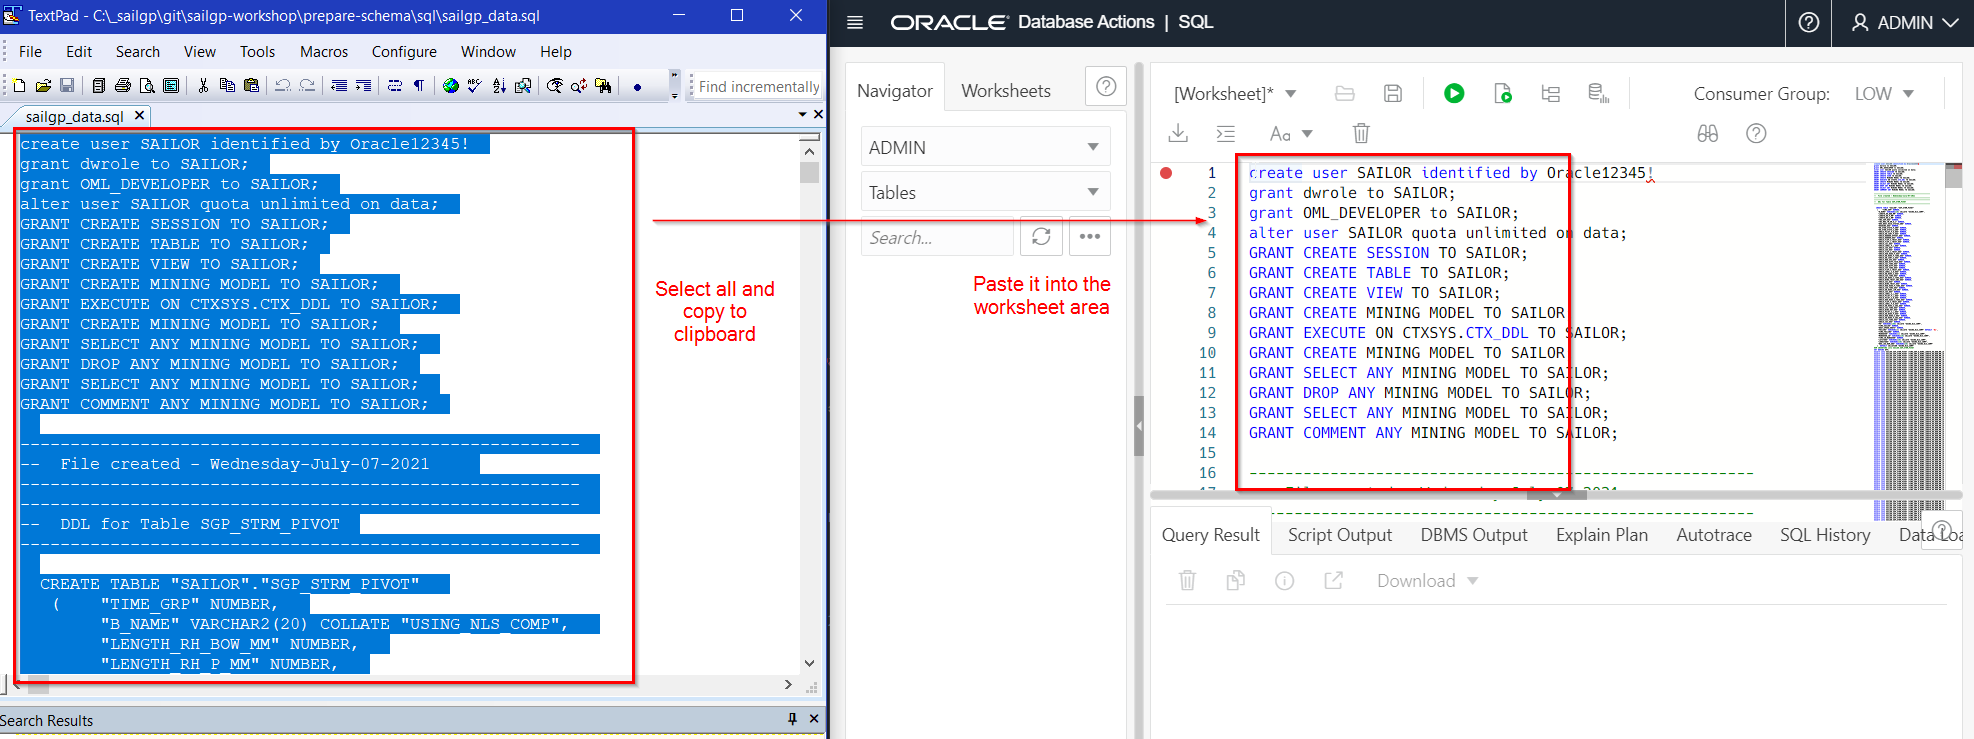 TextPad - C:\_sailgp\git\sailgp-workshop\prepare-schema\sql\sailgp_data.sql
File Edit Search View Tools Macros Configure Window Help
Find incrementally
sailgp_data.sql
create user SAILOR identified by Oracle12345!
grant dwrole to SAILOR;
grant OML_DEVELOPER to SAILOR;
alter user SAILOR quota unlimited on data;
GRANT CREATE SESSION TO SAILOR;
GRANT CREATE TABLE TO SAILOR;
GRANT CREATE VIEW TO SAILOR;
GRANT CREATE MINING MODEL TO SAILOR;
GRANT EXECUTE ON CTXSYS.CTX_DDL TO SAILOR;
GRANT CREATE MINING MODEL TO SAILOR;
GRANT SELECT ANY MINING MODEL TO SAILOR;
GRANT DROP ANY MINING MODEL TO SAILOR;
GRANT SELECT ANY MINING MODEL TO SAILOR;
GRANT COMMENT ANY MINING MODEL TO SAILOR;
--------------------------------------------------------
-- File created - Wednesday-July-07-2021
--------------------------------------------------------
--------------------------------------------------------
-- DDL for Table SGP_STRM_PIVOT
--------------------------------------------------------
CREATE TABLE "SAILOR"."SGP_STRM_PIVOT"
( "TIME_GRP" NUMBER,
"B_NAME" VARCHAR2(20) COLLATE "USING_NLS_COMP",
"LENGTH_RH_BOW_MM" NUMBER,
"LENGTH_RH_P_MM" NUMBER,
Search Results
Select all and
copy to
clipboard
ORACLE Database Actions | SQL
ADMIN
Navigator Worksheets
ADMIN
Tables
Search...
Paste it into the
worksheet area
[Worksheet]*
Consumer Group: LOW
Aa
1 create user SAILOR identified by Oracle12345!
2 grant dwrole to SAILOR;
3 grant OML_DEVELOPER to SAILOR;
4 alter user SAILOR quota unlimited on data;
5 GRANT CREATE SESSION TO SAILOR;
6 GRANT CREATE TABLE TO SAILOR;
7 GRANT CREATE VIEW TO SAILOR;
8 GRANT CREATE MINING MODEL TO SAILOR
9 GRANT EXECUTE ON CTXSYS.CTX_DDL TO SAILOR;
10 GRANT CREATE MINING MODEL TO SAILOR
11 GRANT SELECT ANY MINING MODEL TO SAILOR;
12 GRANT DROP ANY MINING MODEL TO SAILOR;
13 GRANT SELECT ANY MINING MODEL TO SAILOR;
14 GRANT COMMENT ANY MINING MODEL TO SAILOR;
15
16 --------------------------------------------------------
Query Result Script Output DBMS Output Explain Plan Autotrace SQL History Data Loa
Download